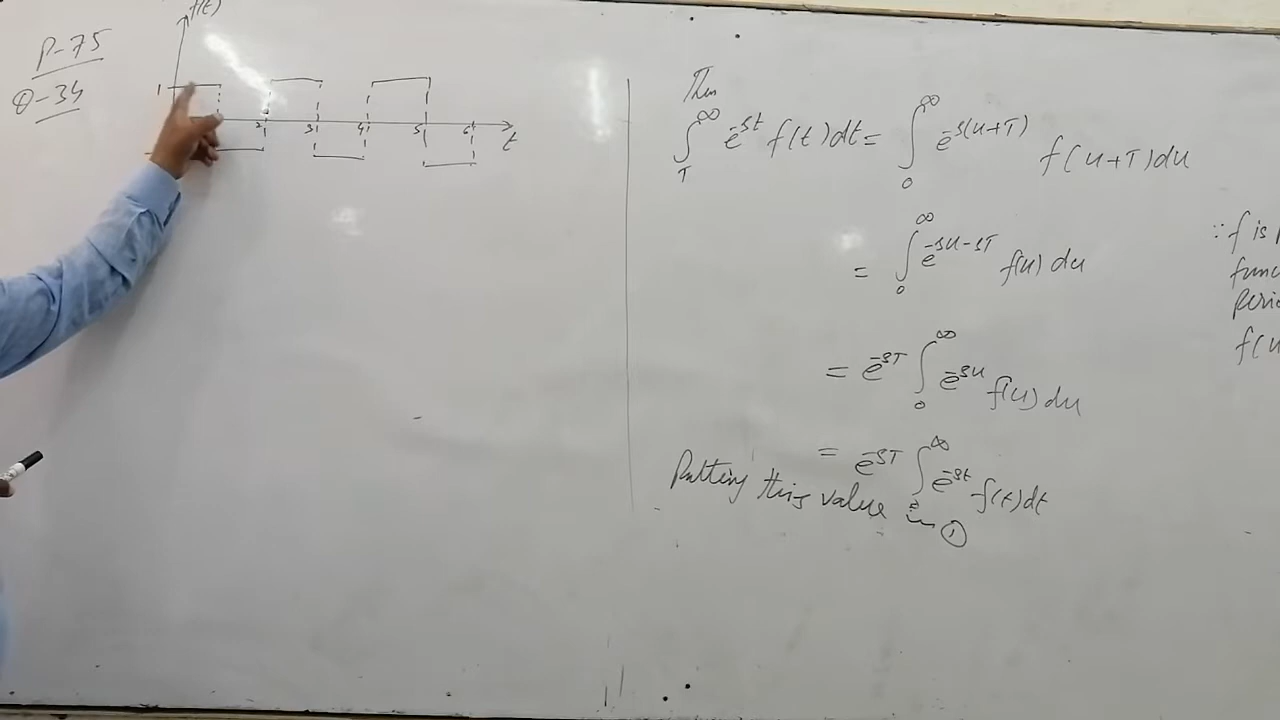 P-75
Q-34
f(t)
1
2 3 4 5 6 t
Then
∫_T^∞ e^{-st} f(t)dt = ∫_0^∞ e^{-s(u+T)} f(u+T)du
= ∫_0^∞ e^{-su-sT} f(u) du
= e^{-sT} ∫_0^∞ e^{-su} f(u) du
= e^{-sT} ∫_0^∞ e^{-st} f(t)dt
Putting this value in ①
∵ f is
func
peri
f(u